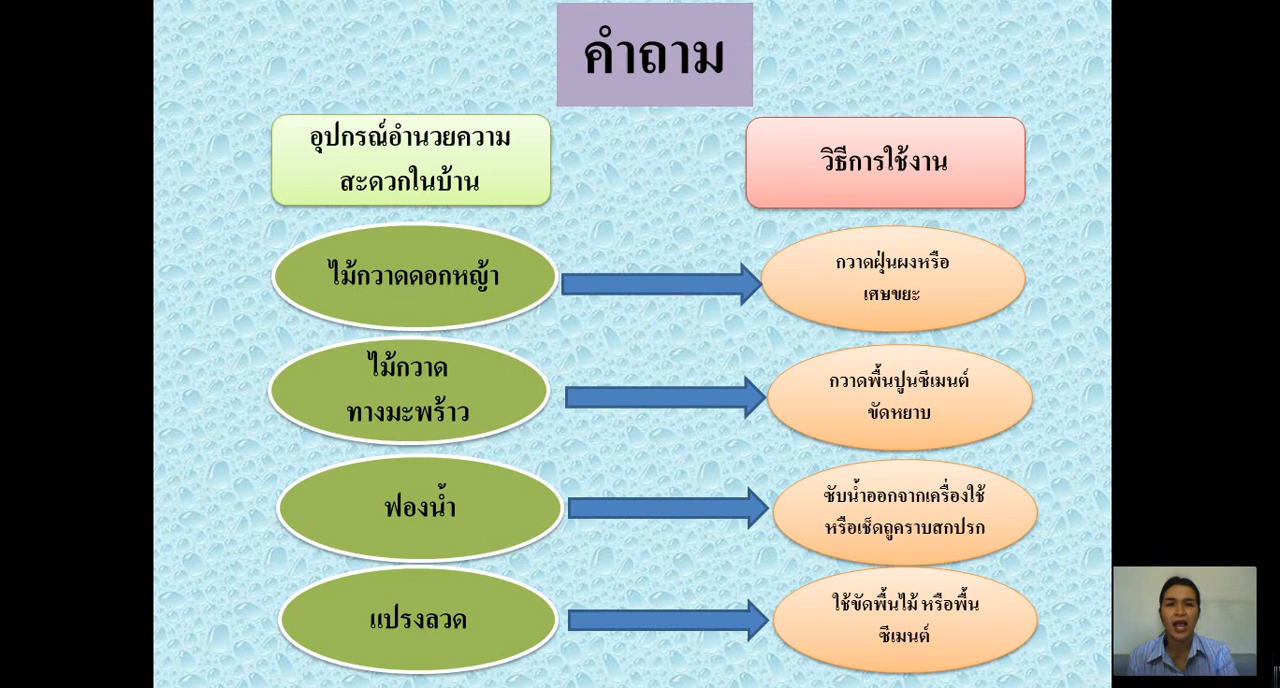 คำถาม
อุปกรณ์อำนวยความ
สะดวกในบ้าน
วิธีการใช้งาน
ไม้กวาดดอกหญ้า
กวาดฝุ่นผงหรือ
เศษขยะ
ไม้กวาด
ทางมะพร้าว
กวาดพื้นปูนซีเมนต์
ขัดหยาบ
ฟองน้ำ
ซับน้ำออกจากเครื่องใช้
หรือเช็ดถูคราบสกปรก
แปรงลวด
ใช้ขัดพื้นไม้ หรือพื้น
ซีเมนต์